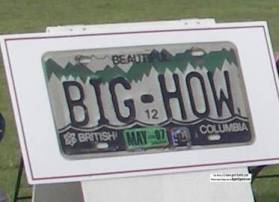 BEAUTIFUL
BIG-HOW
12
BRITISH MAY 07 COLUMBIA